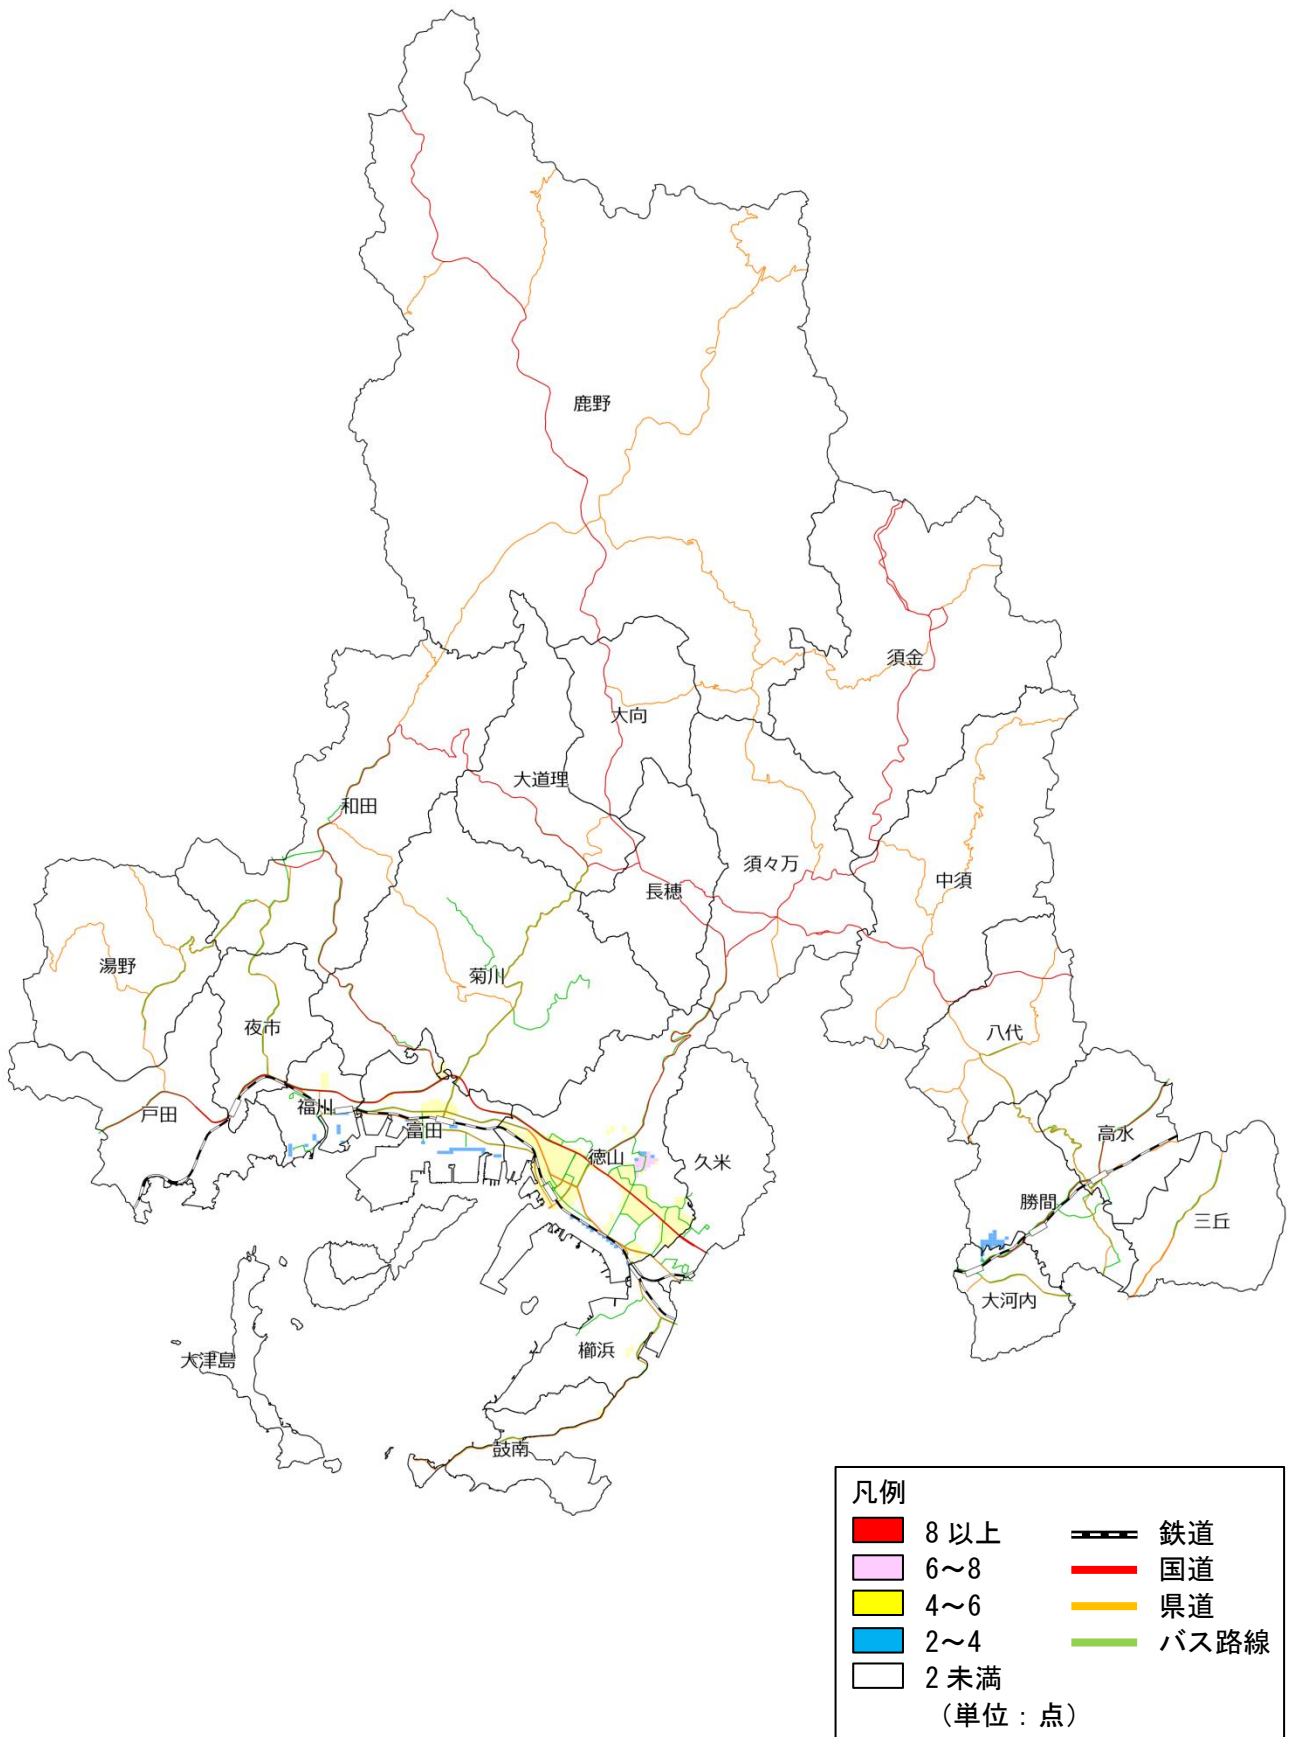 鹿野
須金
大向
大道理
和田
須々万
中須
長穂
湯野
菊川
夜市
八代
戸田
福川
富田
高水
徳山
久米
勝間
三丘
大河内
櫛浜
大津島
鼓南
凡例
8 以上
6～8
4～6
2～4
2 未満
（単位：点）
鉄道
国道
県道
バス路線